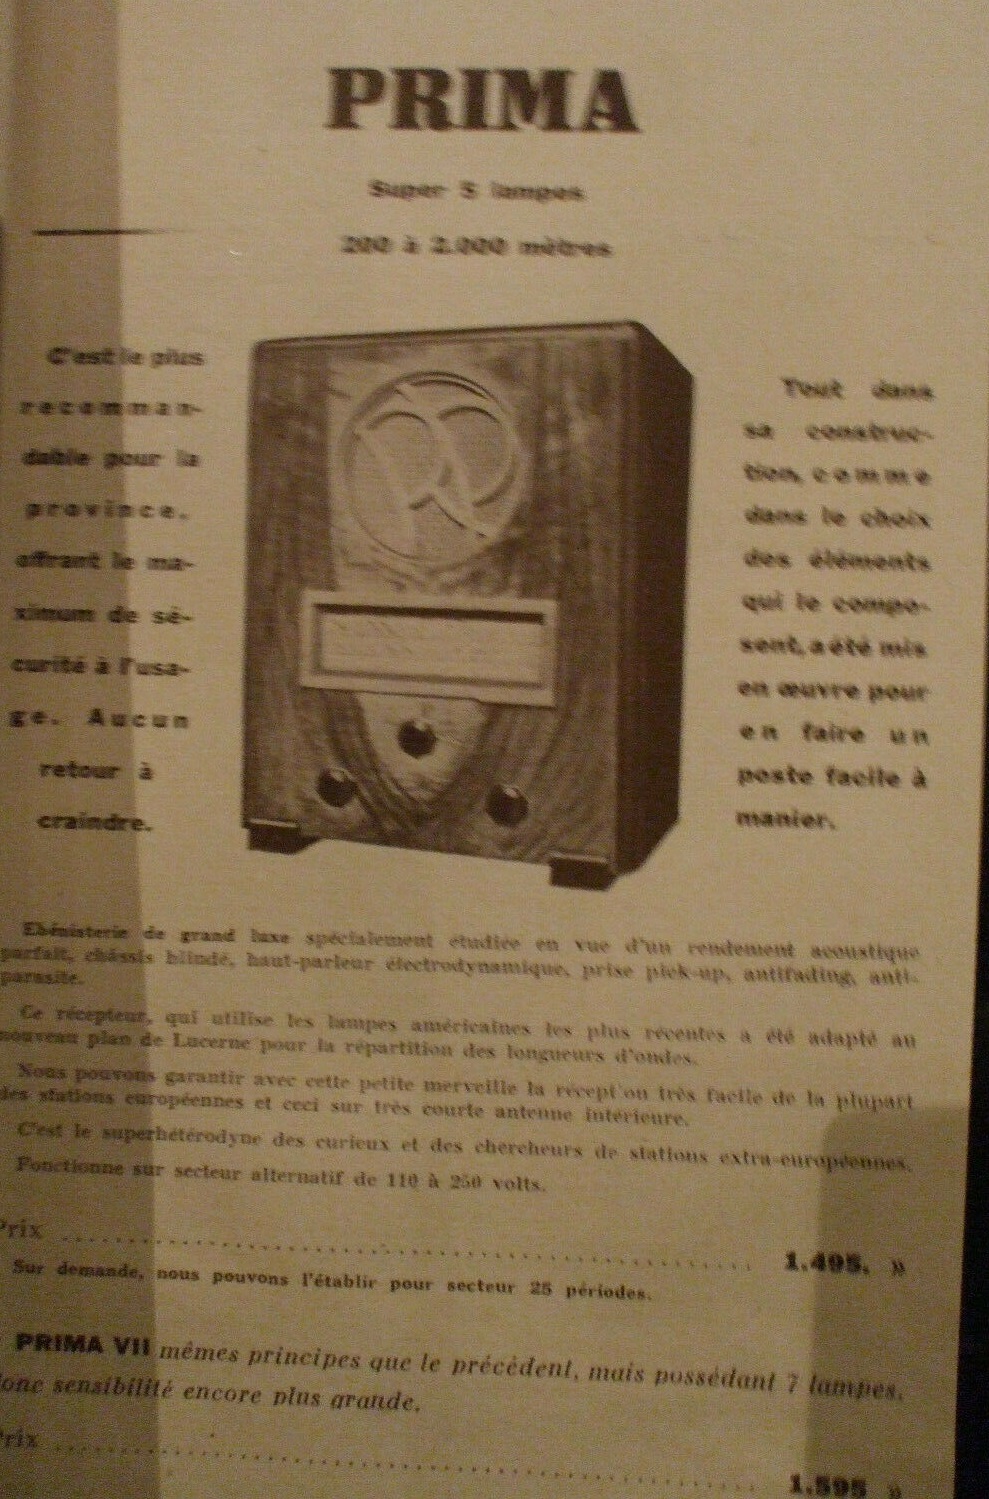 PRIMA
Super 5 lampes
200 à 2.000 mètres
C'est le plus
recomman-
dable pour la
province,
offrant le ma-
ximum de sé-
curité à l'usa-
ge. Aucun
retour à
craindre.
Tout dans
sa construc-
tion, comme
dans le choix
des éléments
qui le compo-
sent, a été mis
en œuvre pour
en faire un
poste facile à
manier.
Ebénisterie de grand luxe spécialement étudiée en vue d'un rendement acoustique
parfait, châssis blindé, haut-parleur électrodynamique, prise pick-up, antifading, anti-
parasite.
Ce récepteur, qui utilise les lampes américaines les plus récentes a été adapté au
nouveau plan de Lucerne pour la répartition des longueurs d'ondes.
Nous pouvons garantir avec cette petite merveille la récept'on très facile de la plupart
des stations européennes et ceci sur très courte antenne intérieure.
C'est le superhétérodyne des curieux et des chercheurs de stations extra-européennes.
Fonctionne sur secteur alternatif de 110 à 250 volts.
Prix .......... 1.495. »
Sur demande, nous pouvons l'établir pour secteur 25 périodes.
PRIMA VII mêmes principes que le précédent, mais possédant 7 lampes,
donc sensibilité encore plus grande.
Prix .......... 1.595 »